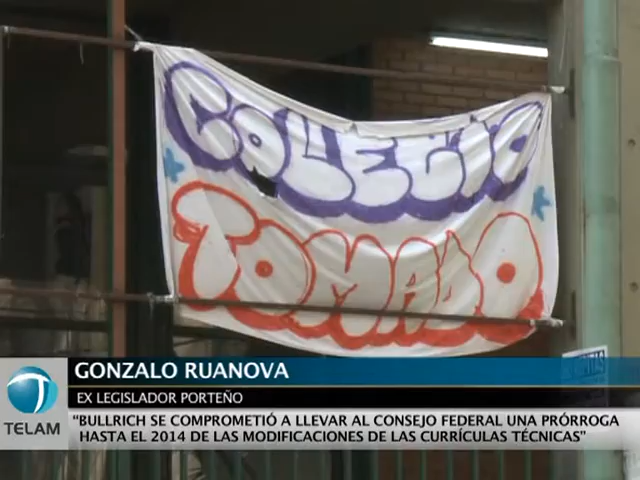 COLEGIO
TOMADO
GONZALO RUANOVA
EX LEGISLADOR PORTEÑO
TELAM
"BULLRICH SE COMPROMETIÓ A LLEVAR AL CONSEJO FEDERAL UNA PRÓRROGA
HASTA EL 2014 DE LAS MODIFICACIONES DE LAS CURRÍCULAS TÉCNICAS"